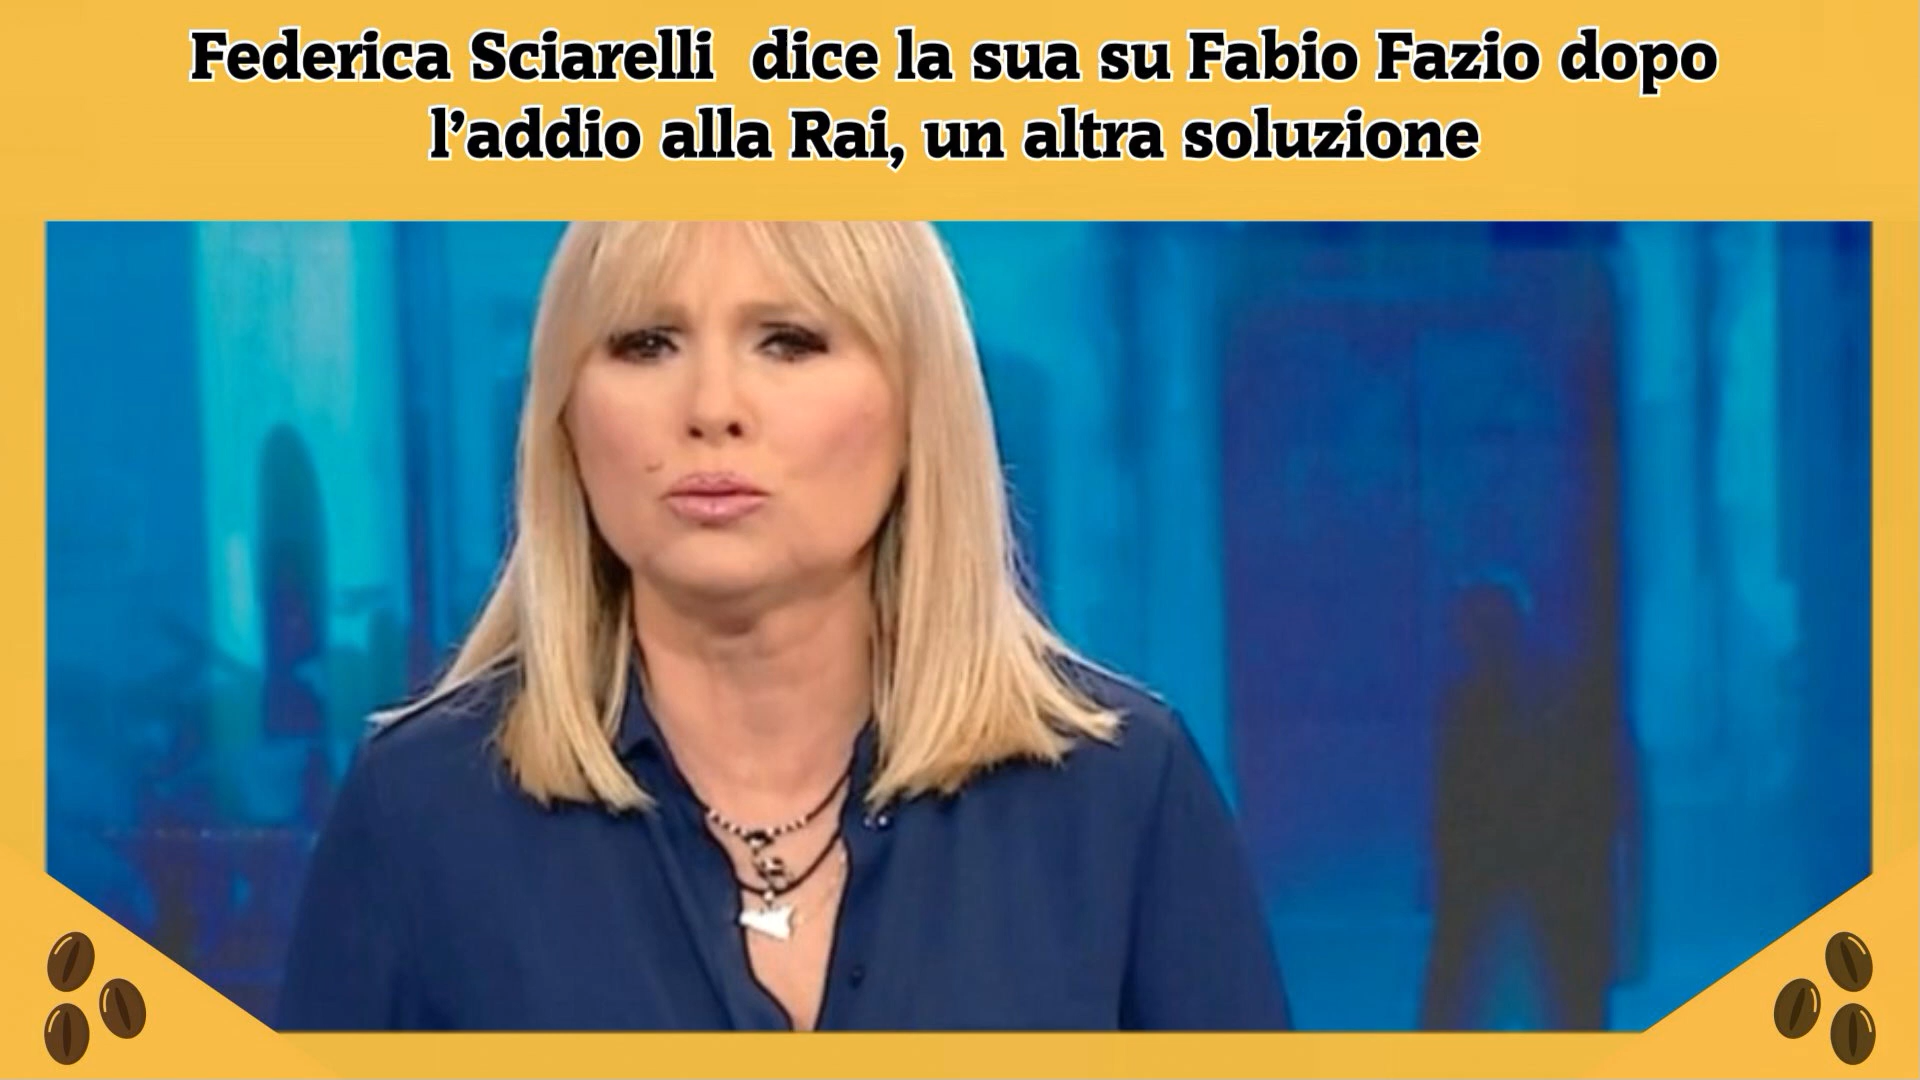 Federica Sciarelli dice la sua su Fabio Fazio dopo
l’addio alla Rai, un altra soluzione